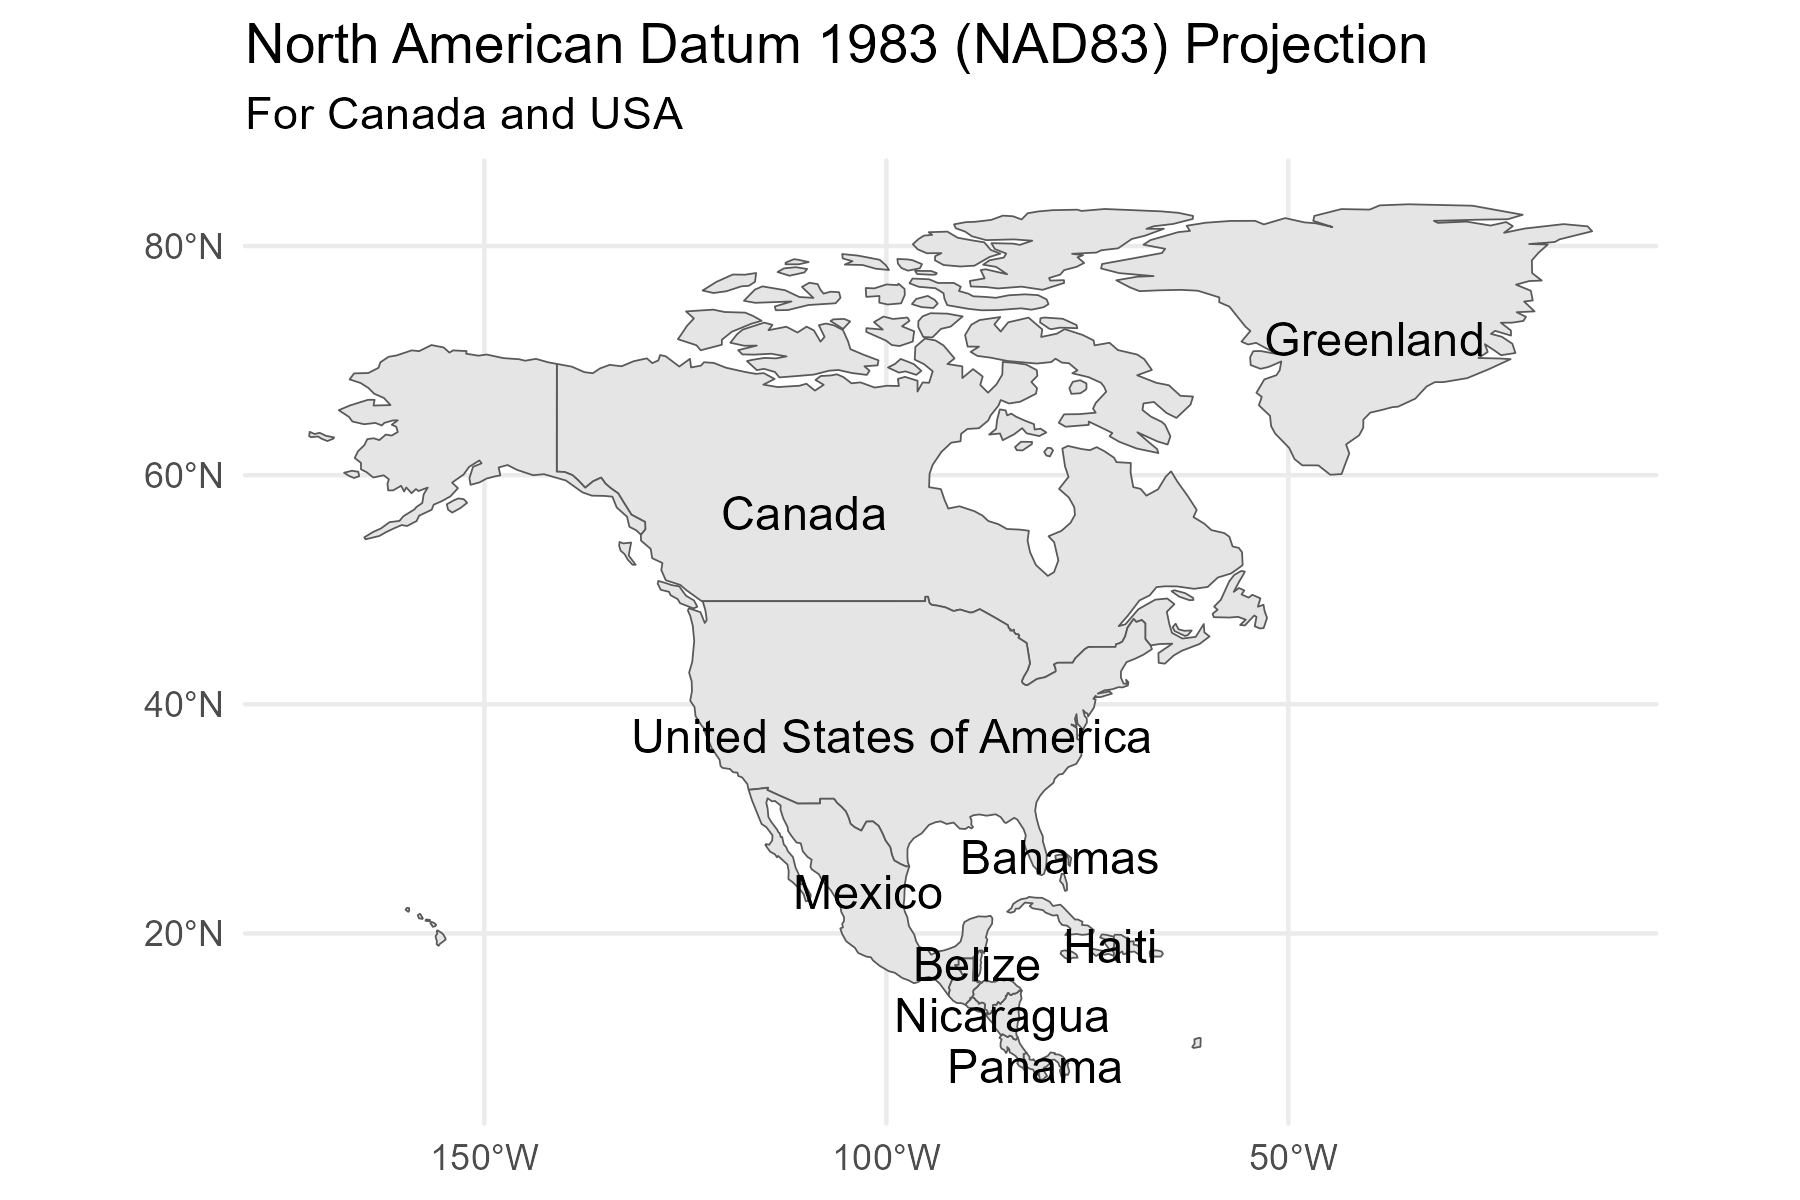 North American Datum 1983 (NAD83) Projection
For Canada and USA
80°N
Greenland
60°N
Canada
40°N
United States of America
Bahamas
Mexico
20°N
Haiti
Belize
Nicaragua
Panama
150°W
100°W
50°W